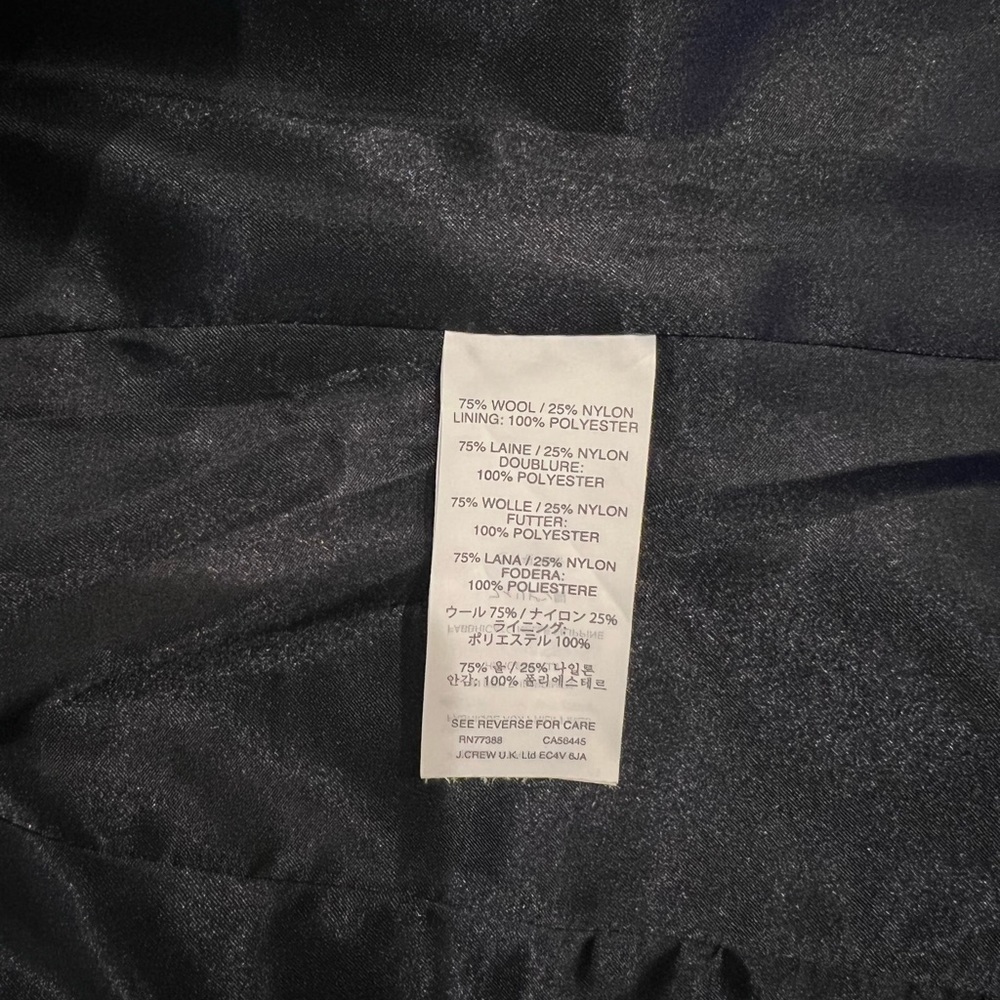 75% WOOL / 25% NYLON
LINING: 100% POLYESTER
75% LAINE / 25% NYLON
DOUBLURE:
100% POLYESTER
75% WOLLE / 25% NYLON
FUTTER:
100% POLYESTER
75% LANA / 25% NYLON
FODERA:
100% POLIESTERE
ウール 75% / ナイロン 25%
ライニング:
ポリエステル 100%
75% 울 / 25% 나일론
안감: 100% 폴리에스테르
SEE REVERSE FOR CARE
RN77388 CA56445
J.CREW U.K. Ltd EC4V 6JA